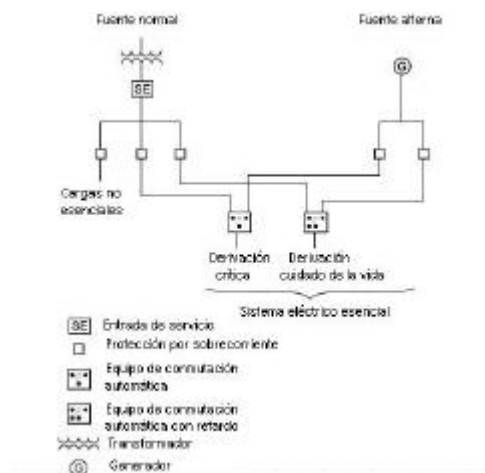 Fuente normal
Fuente alterna
G
SE
Cargas no
esenciales
Derivación
crítica
Derivación
cuidado de la vida
Sistema eléctrico esencial
SE Entrada de servicio
Protección por sobrecorriente
Equipo de conmutación
automática
Equipo de conmutación
automática con retardo
Transformador
G Generador